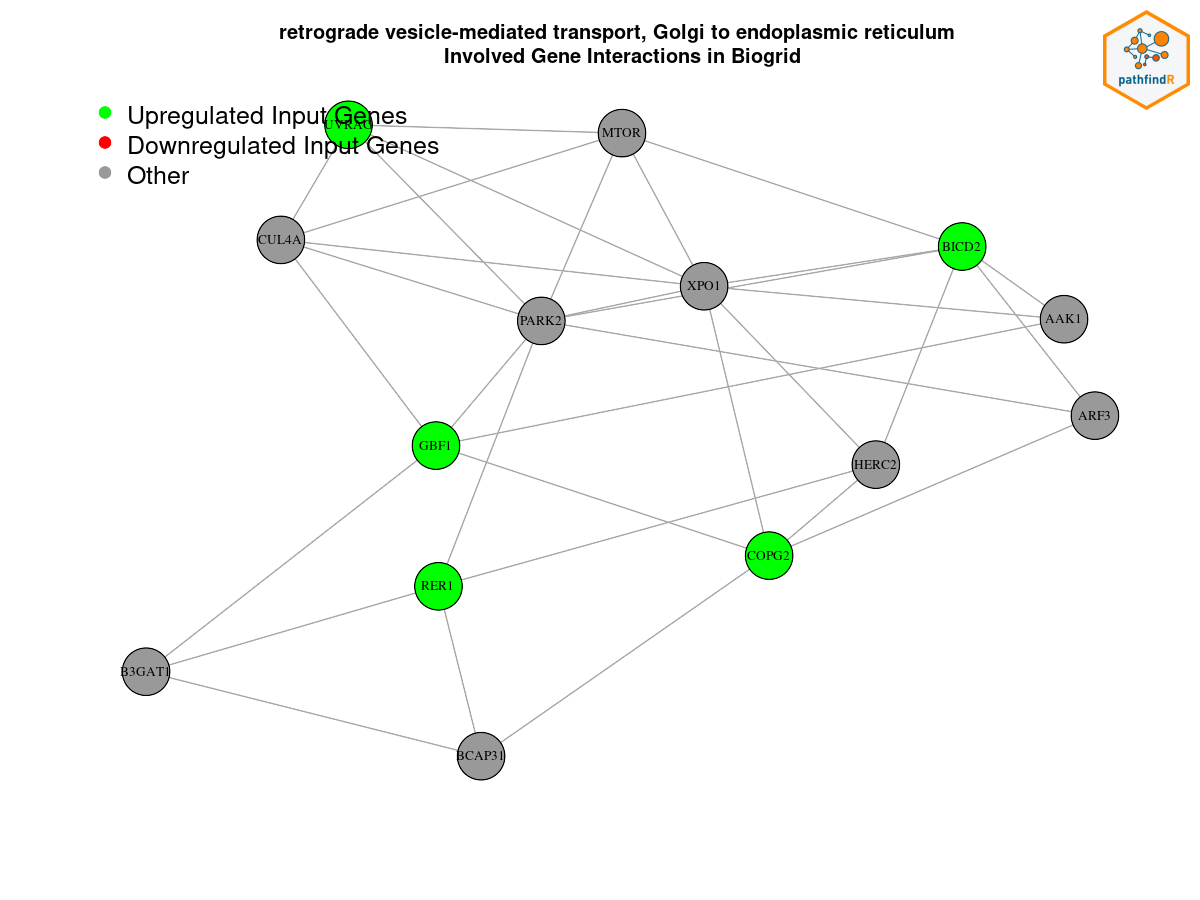 retrograde vesicle-mediated transport, Golgi to endoplasmic reticulum
Involved Gene Interactions in Biogrid
pathfindR
Upregulated Input Genes
UVRAG
Downregulated Input Genes
Other
MTOR
CUL4A
BICD2
XPO1
PARK2
AAK1
ARF3
GBF1
HERC2
COPG2
RER1
B3GAT1
BCAP31